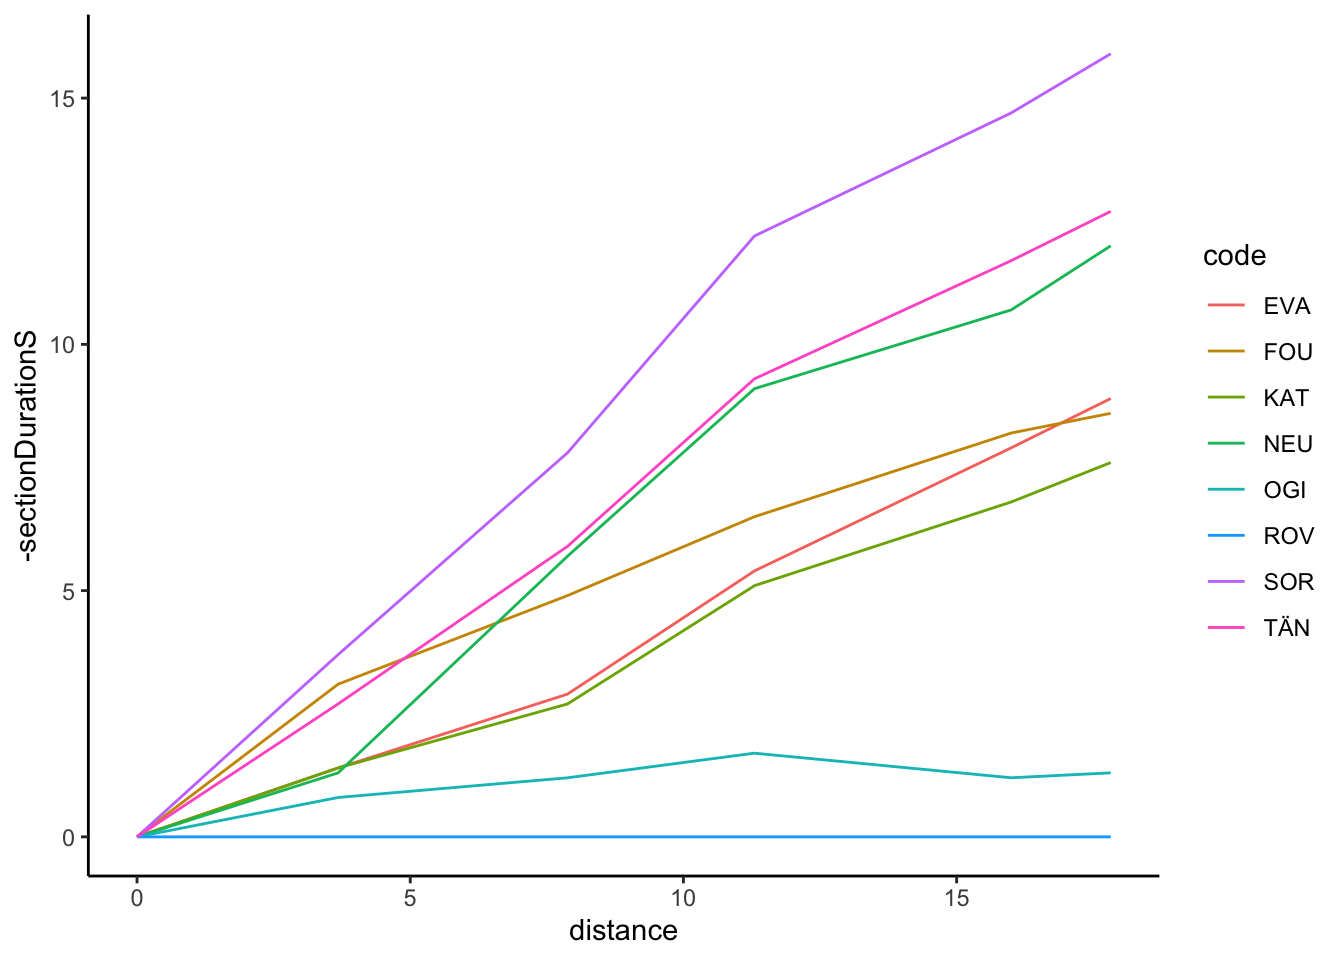 15
10
5
0
-sectionDurationS
0 5 10 15
distance
code
EVA
FOU
KAT
NEU
OGI
ROV
SOR
TÄN